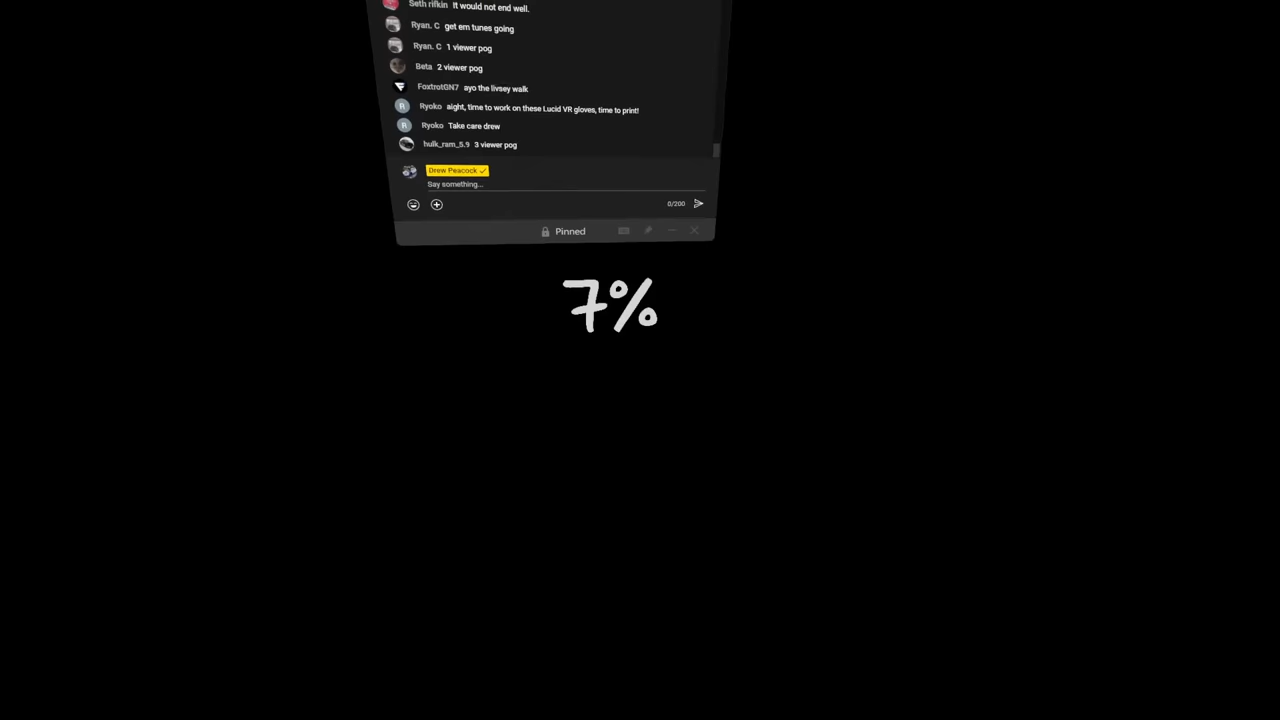 Seth rifkin It would not end well.
Ryan. C get em tunes going
Ryan. C 1 viewer pog
Beta 2 viewer pog
FoxtrotGN7 ayo the livsey walk
R Ryoko aight, time to work on these Lucid VR gloves, time to print!
R Ryoko Take care drew
hulk_ram_5.9 3 viewer pog
Drew Peacock
Say something...
0/200
Pinned
7%